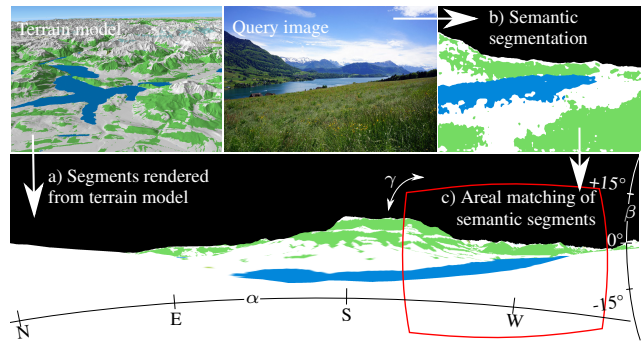 Terrain model
Query image
b) Semantic
segmentation
a) Segments rendered
from terrain model
γ
c) Areal matching of
semantic segments
+15°
β
0°
-15°
N
E
α
S
W